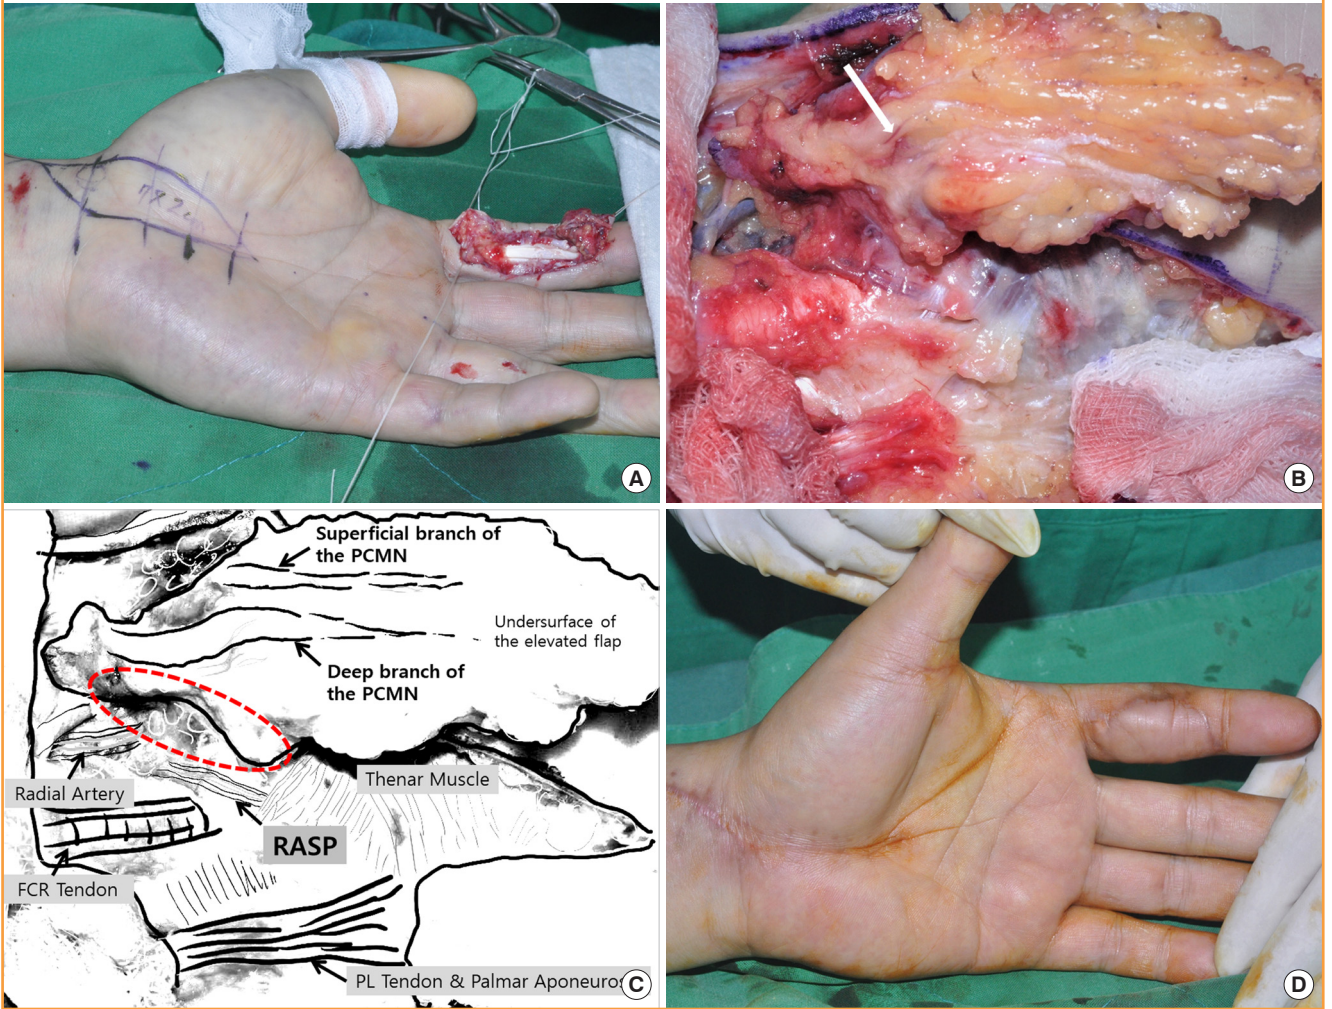 A
B
Superficial branch of
the PCMN
Undersurface of
the elevated flap
Deep branch of
the PCMN
Thenar Muscle
Radial Artery
RASP
FCR Tendon
PL Tendon & Palmar Aponeuros
C
D